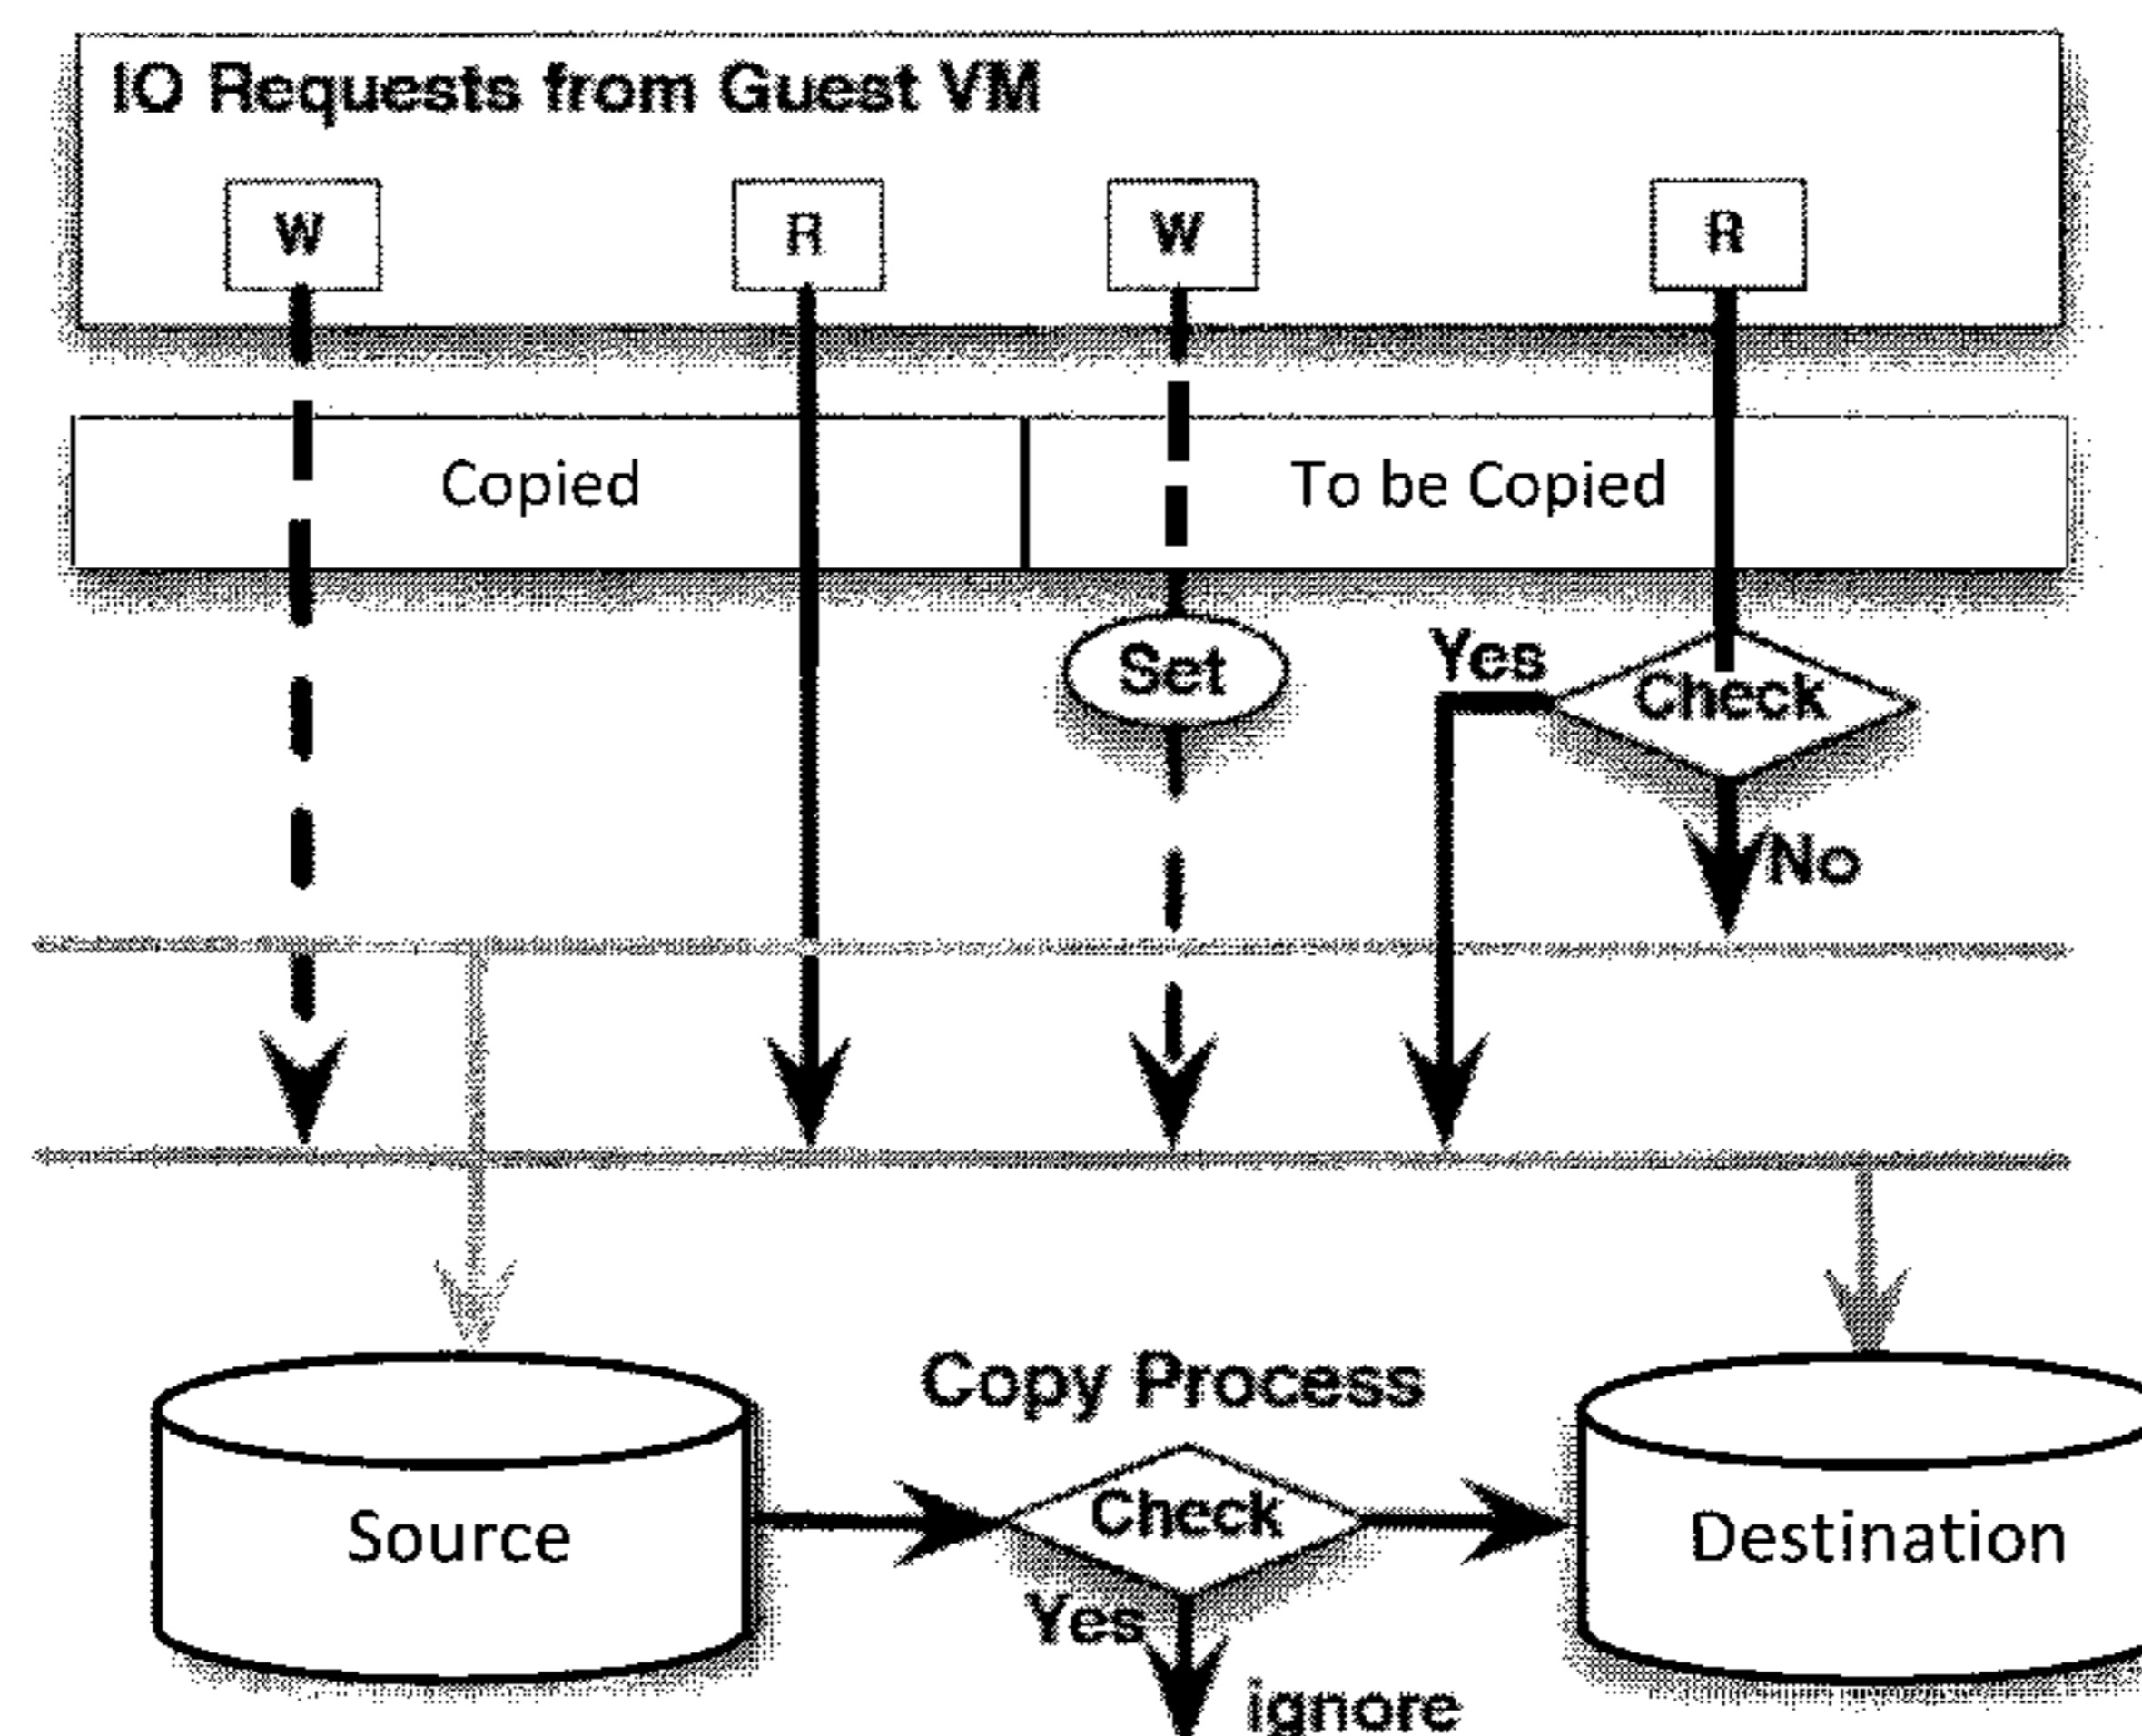 IO Requests from Guest VM
W R W R
Copied To be Copied
Set Yes Check
No
Copy Process
Source Check Destination
Yes
ignore